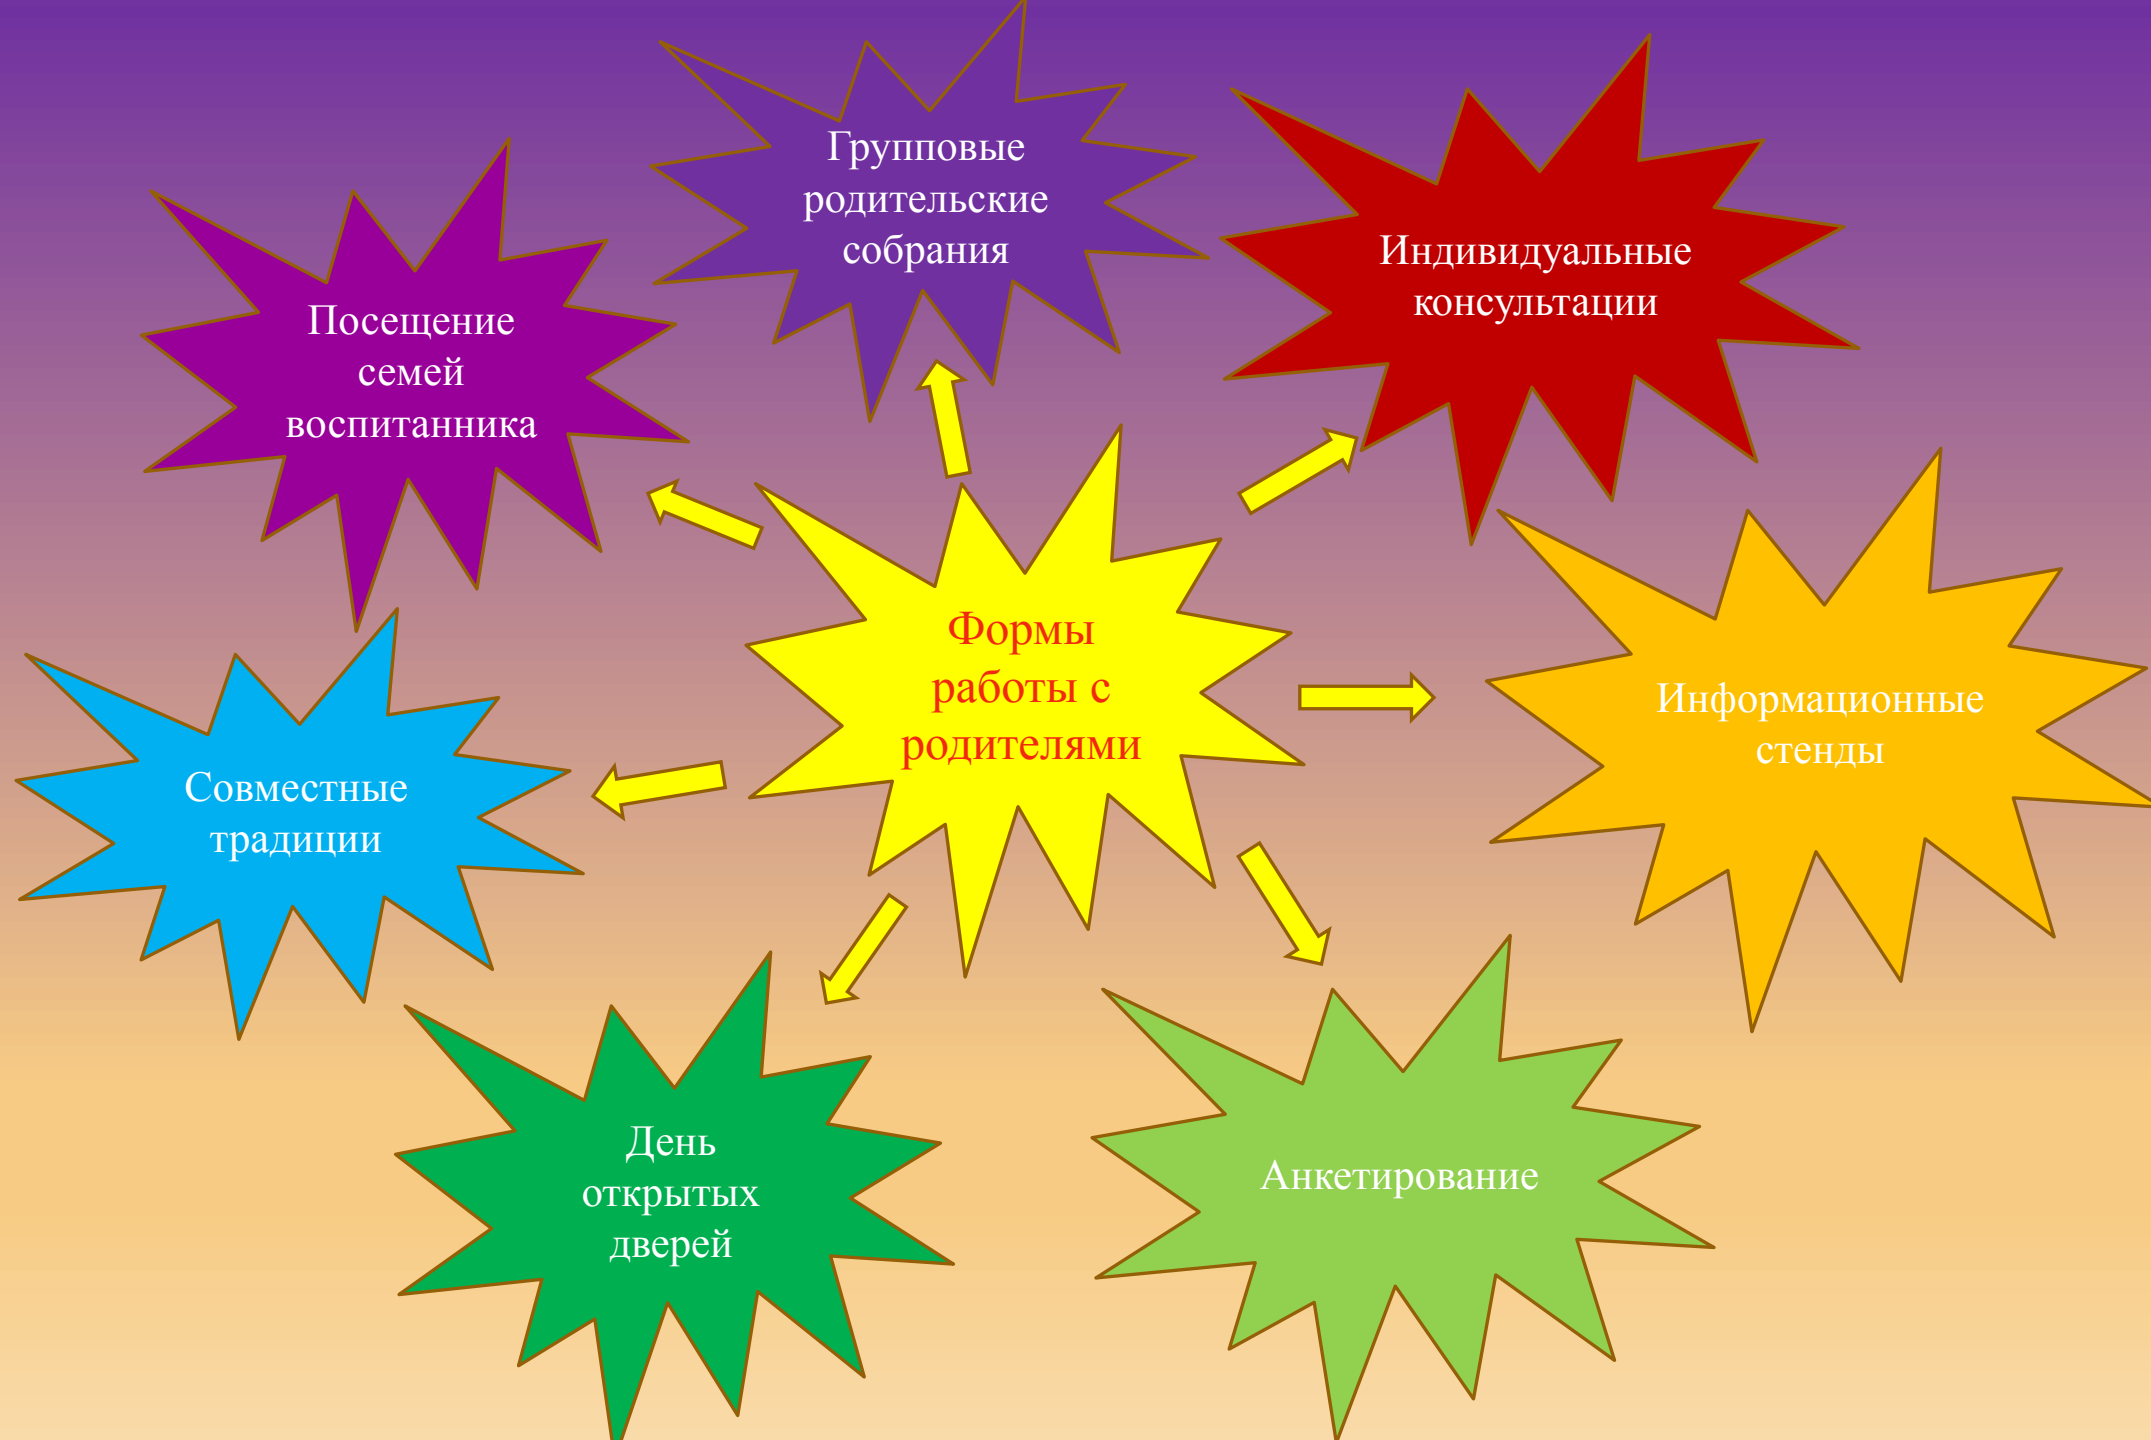 Групповые
родительские
собрания
Индивидуальные
консультации
Посещение
семей
воспитанника
Формы
работы с
родителями
Информационные
стенды
Совместные
традиции
День
открытых
дверей
Анкетирование